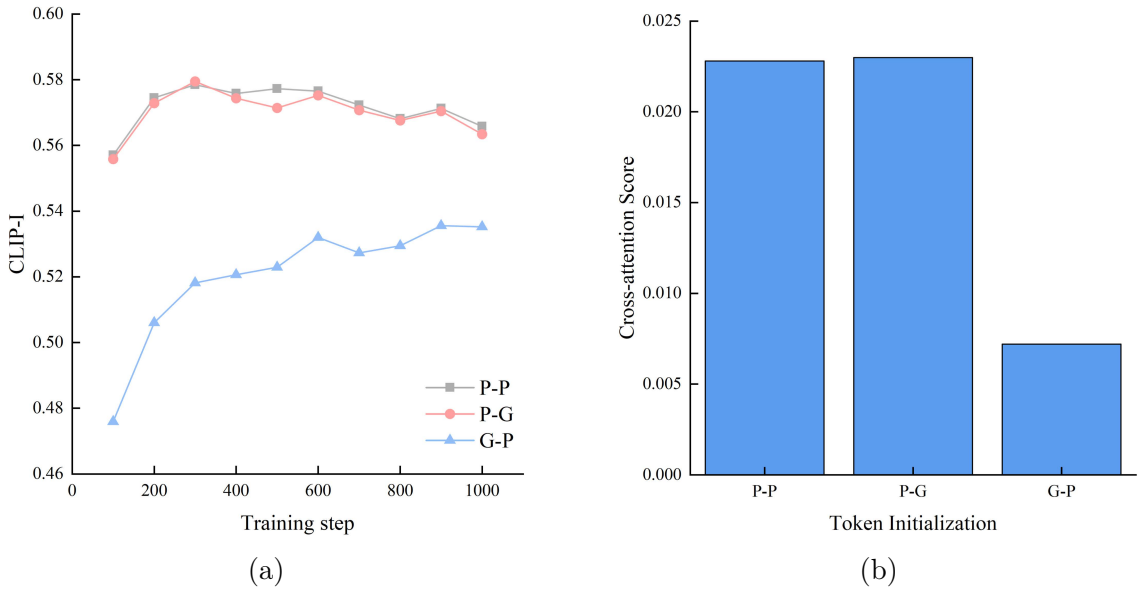 0.60
0.58
0.56
0.54
0.52
0.50
0.48
0.46
CLIP-I
0 200 400 600 800 1000
Training step
P-P
P-G
G-P
(a)
0.025
0.020
0.015
0.010
0.005
0.000
Cross-attention Score
P-P P-G G-P
Token Initialization
(b)